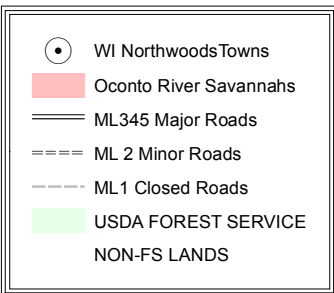 WI NorthwoodsTowns
Oconto River Savannahs
ML345 Major Roads
ML 2 Minor Roads
ML1 Closed Roads
USDA FOREST SERVICE
NON-FS LANDS